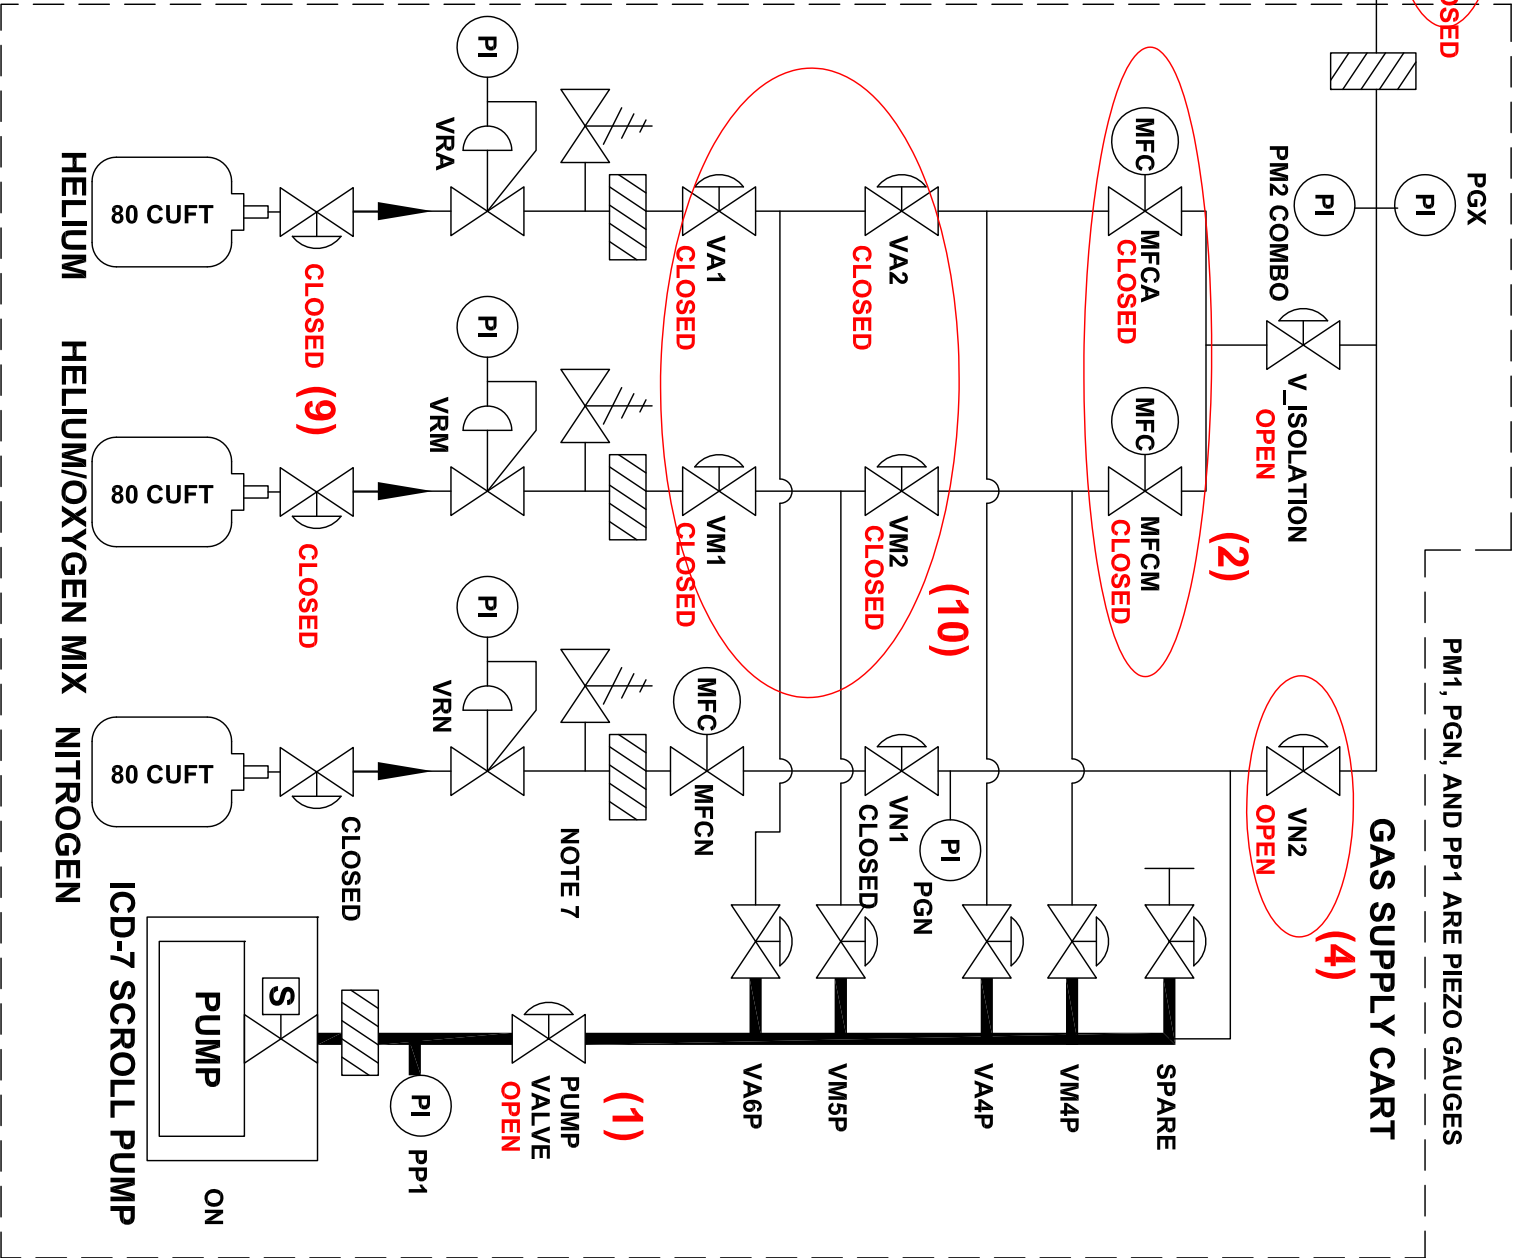 OSED
PM1, PGN, AND PP1 ARE PIEZO GAUGES
GAS SUPPLY CART
PGX
PI
PI
PM2 COMBO
V_ISOLATION
OPEN
VN2
OPEN
(4)
(2)
MFC
MFCA
CLOSED
MFC
MFCM
CLOSED
SPARE
VM4P
VA4P
VM5P
VA6P
(10)
VA2
CLOSED
VM2
CLOSED
VN1
CLOSED
PI
PGN
VA1
CLOSED
VM1
CLOSED
MFC
MFCN
(1)
PUMP
VALVE
OPEN
NOTE 7
PI
VRA
PI
VRM
PI
VRN
PI
PP1
CLOSED
(9)
CLOSED
CLOSED
S
PUMP
ON
80 CUFT
80 CUFT
80 CUFT
HELIUM
HELIUM/OXYGEN MIX
NITROGEN
ICD-7 SCROLL PUMP